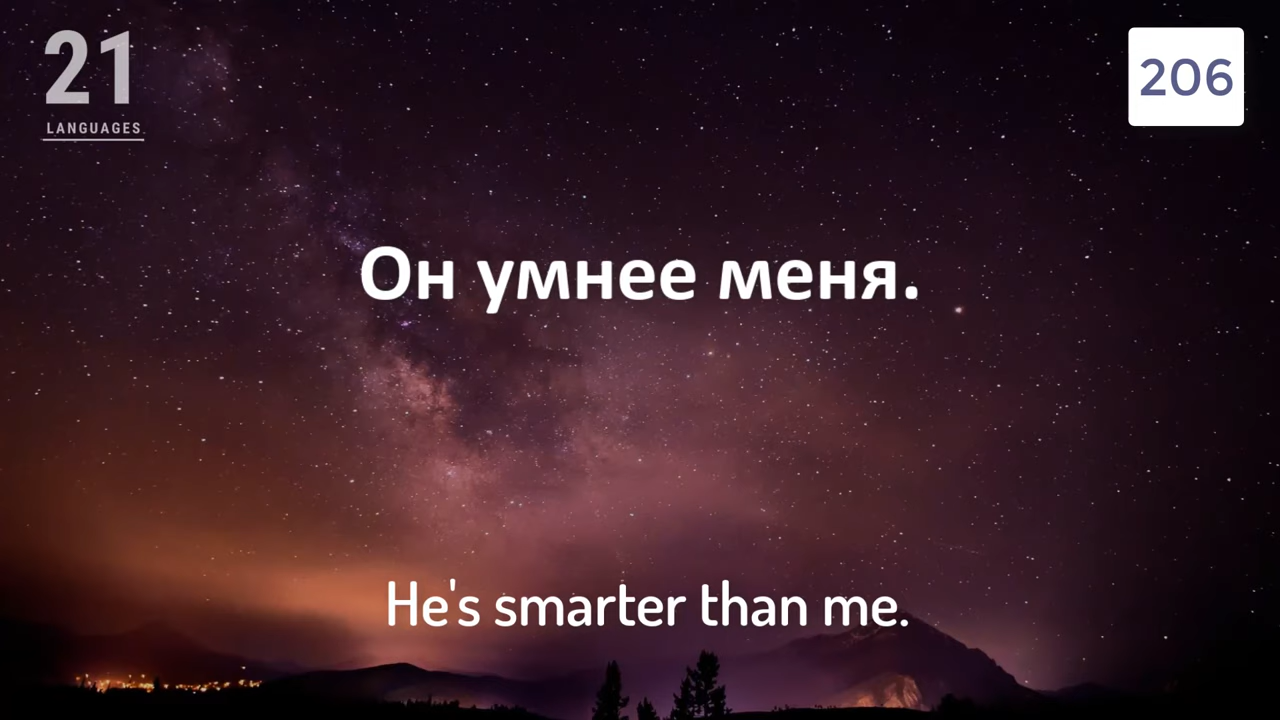 21
LANGUAGES
206
Он умнее меня.
He's smarter than me.